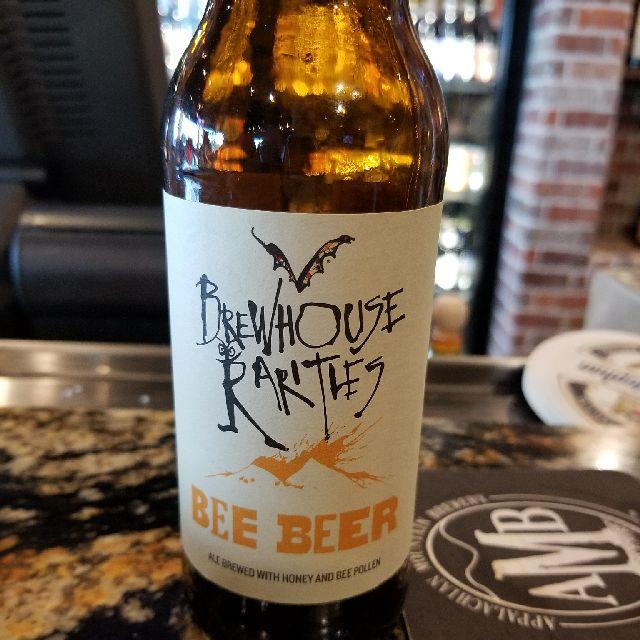 BREWHOUSE
RARITIES
BEE BEER
ALE BREWED WITH HONEY AND BEE POLLEN
AMB
APPALACHIAN MOUNTAIN BREWERY